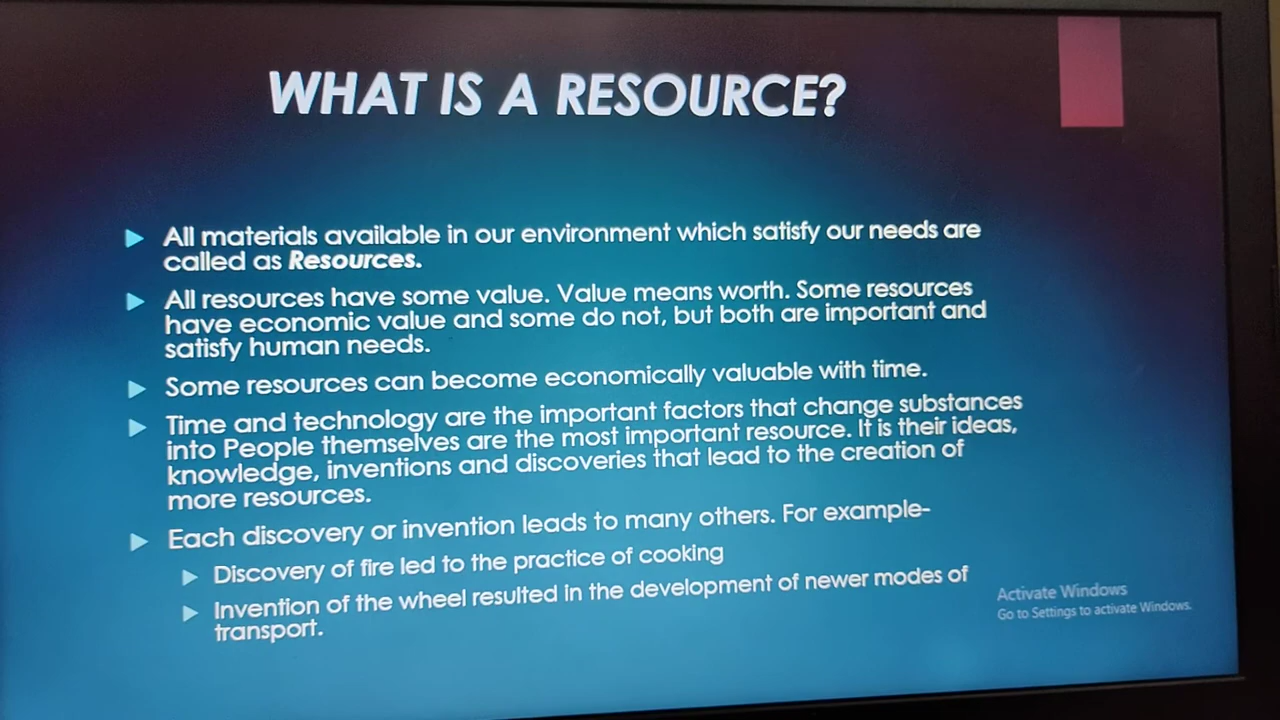 WHAT IS A RESOURCE?
All materials available in our environment which satisfy our needs are
called as Resources.
All resources have some value. Value means worth. Some resources
have economic value and some do not, but both are important and
satisfy human needs.
Some resources can become economically valuable with time.
Time and technology are the important factors that change substances
into People themselves are the most important resource. It is their ideas,
knowledge, inventions and discoveries that lead to the creation of
more resources.
Each discovery or invention leads to many others. For example-
Discovery of fire led to the practice of cooking
Invention of the wheel resulted in the development of newer modes of
transport.
Activate Windows
Go to Settings to activate Windows.